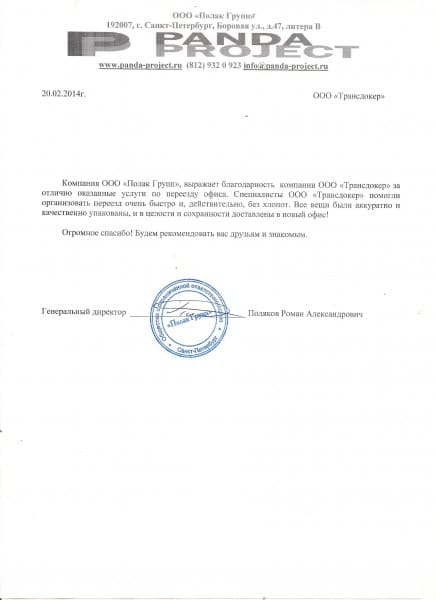 ООО «Полак Групп»
192007, г. Санкт-Петербург, Боровая ул., д.47, литера В
P PANDA
PROJECT
www.panda-project.ru (812) 932 0 923 info@panda-project.ru
20.02.2014г.
ООО «Трансдокер»
Компания ООО «Полак Групп», выражает благодарность компании ООО «Трансдокер» за
отлично оказанные услуги по переезду офиса. Специалисты ООО «Трансдокер» помогли
организовать переезд очень быстро и, действительно, без хлопот. Все вещи были аккуратно и
качественно упакованы, и в целости и сохранности доставлены в новый офис!
Огромное спасибо! Будем рекомендовать вас друзьям и знакомым.
Генеральный директор
Поляков Роман Александрович
Общество с ограниченной ответственностью
«Полак Групп»
Санкт-Петербург